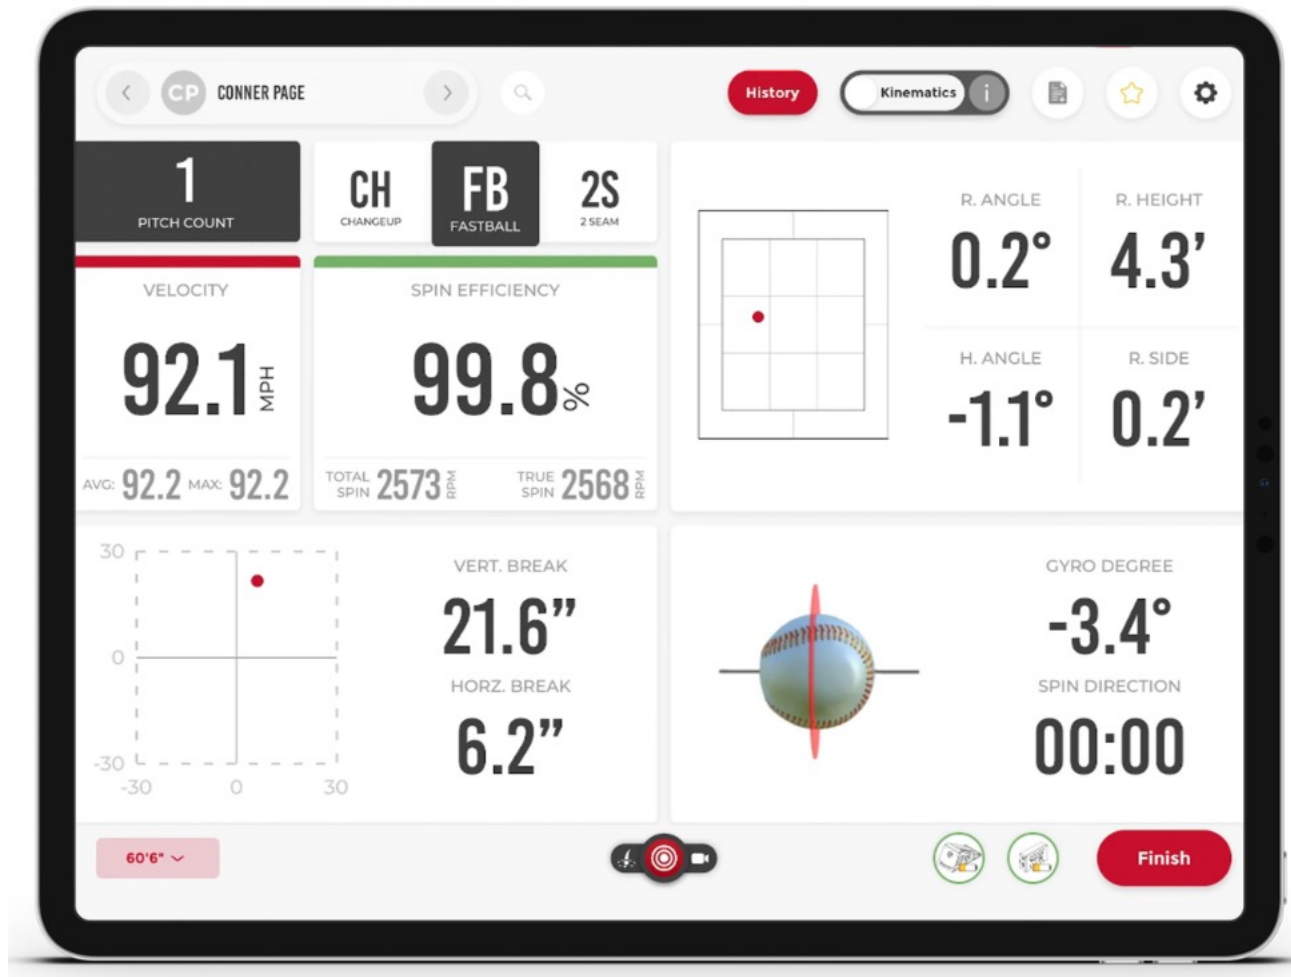 CP CONNER PAGE
History
Kinematics i
1
PITCH COUNT
CH
CHANGEUP
FB
FASTBALL
2S
2 SEAM
VELOCITY
92.1 MPH
AVG: 92.2 MAX: 92.2
SPIN EFFICIENCY
99.8%
TOTAL SPIN 2573 RPM
TRUE SPIN 2568 RPM
R. ANGLE
0.2°
R. HEIGHT
4.3’
H. ANGLE
-1.1°
R. SIDE
0.2’
30
0
-30
-30 0 30
VERT. BREAK
21.6”
HORZ. BREAK
6.2”
GYRO DEGREE
-3.4°
SPIN DIRECTION
00:00
60'6"
Finish